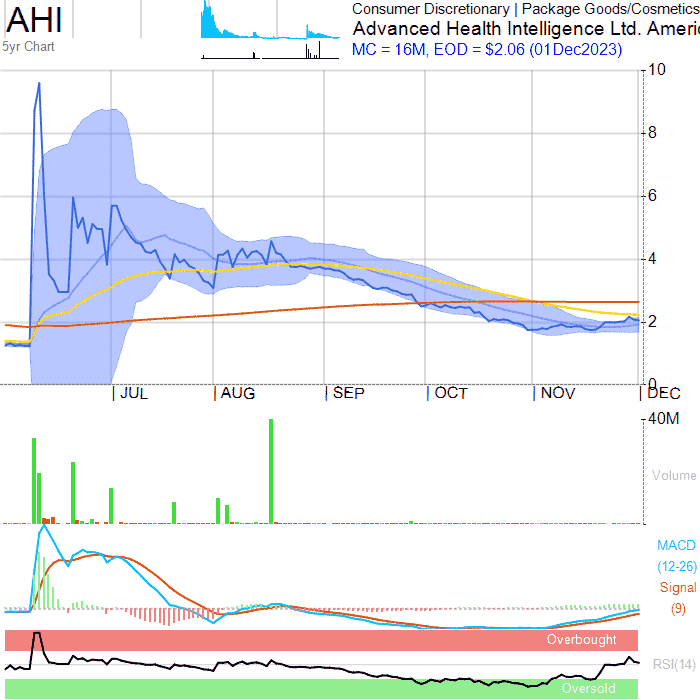 AHI
5yr Chart
Consumer Discretionary | Package Goods/Cosmetics
Advanced Health Intelligence Ltd. Americ
MC = 16M, EOD = $2.06 (01Dec2023)
10
8
6
4
2
0
| JUL | AUG | SEP | OCT | NOV | DEC
40M
Volume
MACD
(12-26)
Signal
(9)
Overbought
RSI(14)
Oversold